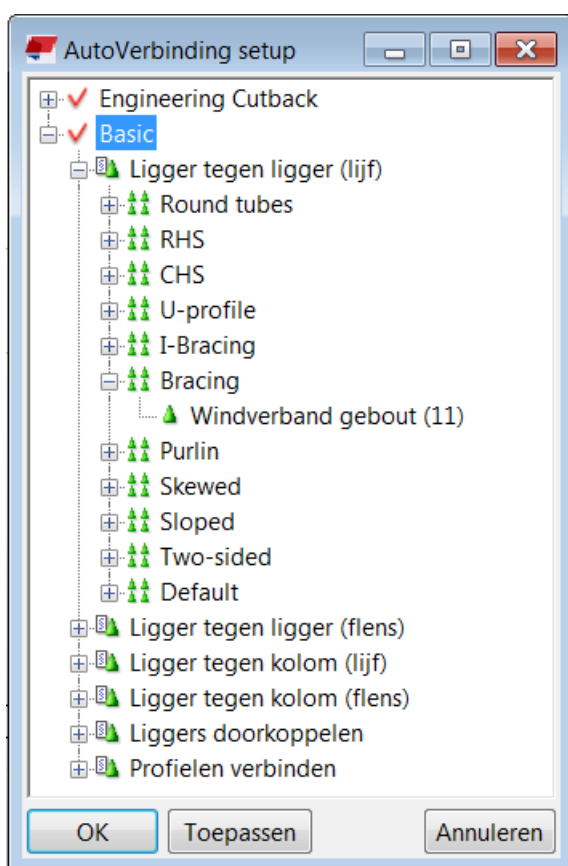 AutoVerbinding setup
Engineering Cutback
Basic
Ligger tegen ligger (lijf)
Round tubes
RHS
CHS
U-profile
I-Bracing
Bracing
Windverband gebout (11)
Purlin
Skewed
Sloped
Two-sided
Default
Ligger tegen ligger (flens)
Ligger tegen kolom (lijf)
Ligger tegen kolom (flens)
Liggers doorkoppelen
Profielen verbinden
OK Toepassen Annuleren